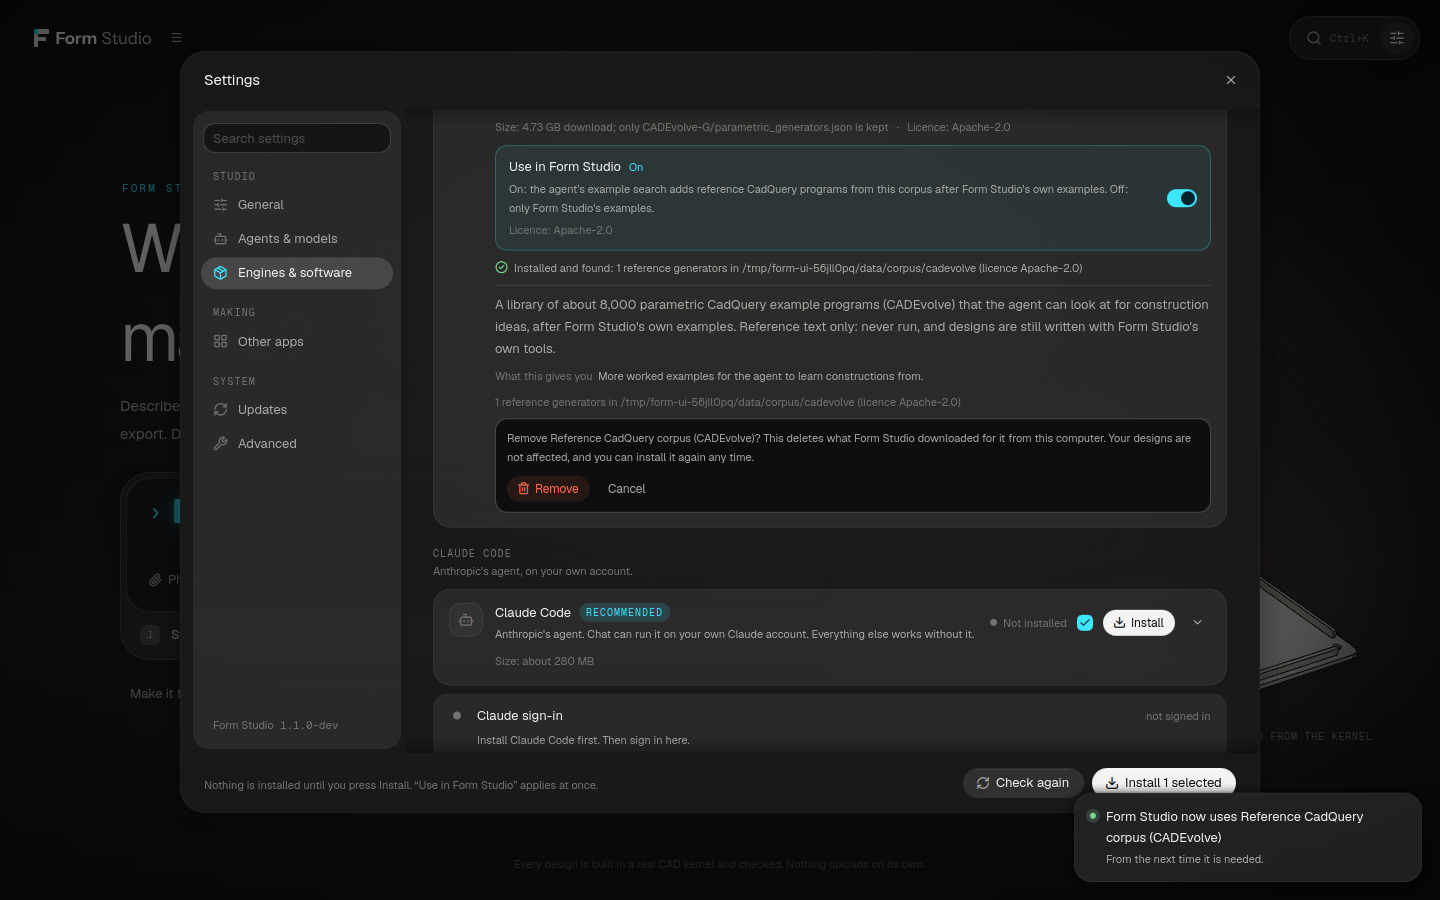 Form Studio
Ctrl+K
Settings
Search settings
STUDIO
General
Agents & models
Engines & software
MAKING
Other apps
SYSTEM
Updates
Advanced
Form Studio 1.1.0-dev
Size: 4.73 GB download; only CADEvolve-G/parametric_generators.json is kept · Licence: Apache-2.0
Use in Form Studio On
On: the agent's example search adds reference CadQuery programs from this corpus after Form Studio's own examples. Off:
only Form Studio's examples.
Licence: Apache-2.0
Installed and found: 1 reference generators in /tmp/form-ui-56jll0pq/data/corpus/cadevolve (licence Apache-2.0)
A library of about 8,000 parametric CadQuery example programs (CADEvolve) that the agent can look at for construction
ideas, after Form Studio's own examples. Reference text only: never run, and designs are still written with Form Studio's
own tools.
What this gives you More worked examples for the agent to learn constructions from.
1 reference generators in /tmp/form-ui-56jll0pq/data/corpus/cadevolve (licence Apache-2.0)
Remove Reference CadQuery corpus (CADEvolve)? This deletes what Form Studio downloaded for it from this computer. Your designs are
not affected, and you can install it again any time.
Remove Cancel
CLAUDE CODE
Anthropic's agent, on your own account.
Claude Code RECOMMENDED
Anthropic's agent. Chat can run it on your own Claude account. Everything else works without it.
Not installed Install
Size: about 280 MB
Claude sign-in
not signed in
Install Claude Code first. Then sign in here.
Nothing is installed until you press Install. “Use in Form Studio” applies at once.
Check again
Install 1 selected
Form Studio now uses Reference CadQuery
corpus (CADEvolve)
From the next time it is needed.
FORM ST
W
m
Describe
export. D
Ph
1 S
Make it f
FROM THE KERNEL
Every design is built in a real CAD kernel and checked. Nothing uploads on its own.